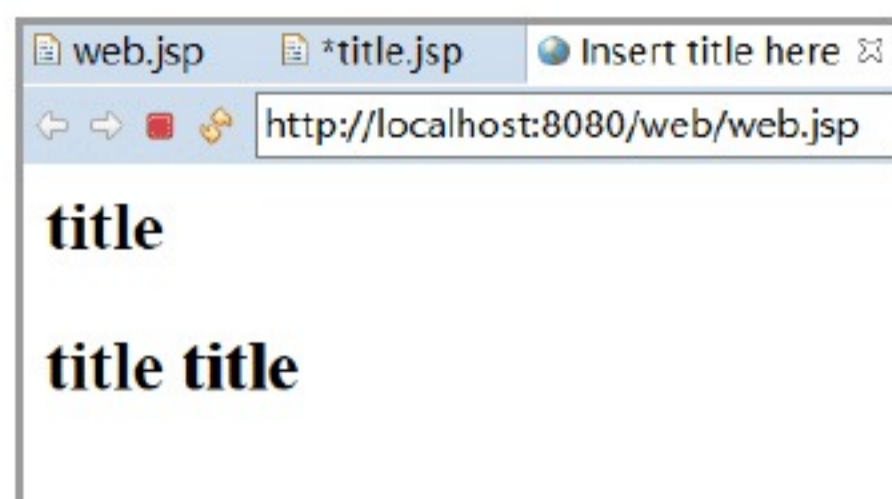 web.jsp *title.jsp Insert title here
http://localhost:8080/web/web.jsp
title
title title